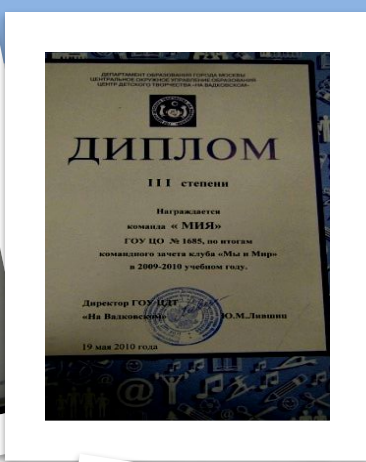 ДЕПАРТАМЕНТ ОБРАЗОВАНИЯ ГОРОДА МОСКВЫ
ЦЕНТРАЛЬНОЕ ОКРУЖНОЕ УПРАВЛЕНИЕ ОБРАЗОВАНИЯ
ЦЕНТР ДЕТСКОГО ТВОРЧЕСТВА «НА ВАДКОВСКОМ»
ДИПЛОМ
III степени
Награждается
команда « МИЯ»
ГОУ ЦО № 1685, по итогам
командного зачета клуба «Мы и Мир»
в 2009-2010 учебном году.
Директор ГОУ ЦДТ
«На Вадковском» Ю.М.Лившиц
19 мая 2010 года